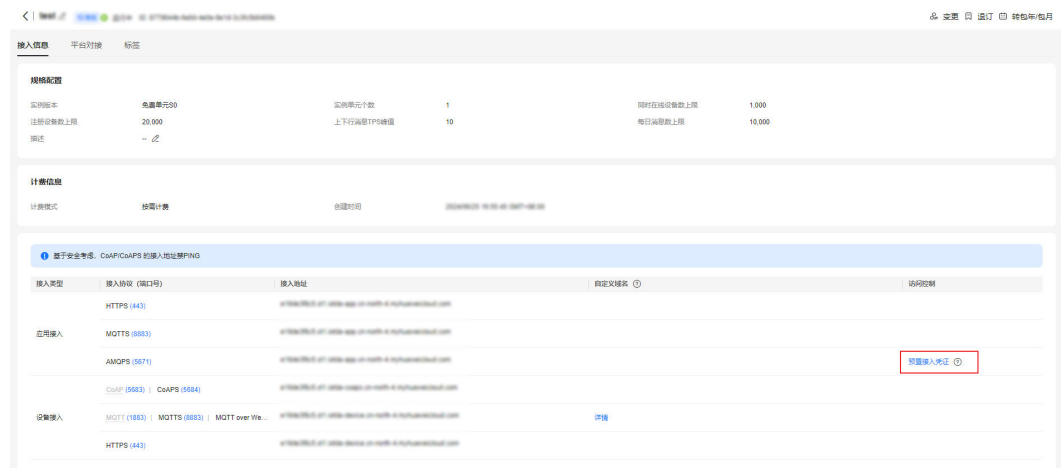 变更 退订 转包年/包月
接入信息 平台对接 标签
规格配置
实例版本 免费单元S0 实例单元个数 1 同时在线设备数上限 1,000
注册设备数上限 20,000 上下行消息TPS峰值 10 每日消息数上限 10,000
描述 --
计费信息
计费模式 按需计费 创建时间
基于安全考虑，CoAP/CoAPS 的接入地址禁PING
接入类型 接入协议（端口号） 接入地址 自定义域名 访问控制
HTTPS (443)
应用接入 MQTTS (8883)
AMQPS (5671) 预置接入凭证
CoAP (5683) | CoAPS (5684)
设备接入 MQTT (1883) | MQTTS (8883) | MQTT over We... 详情
HTTPS (443)